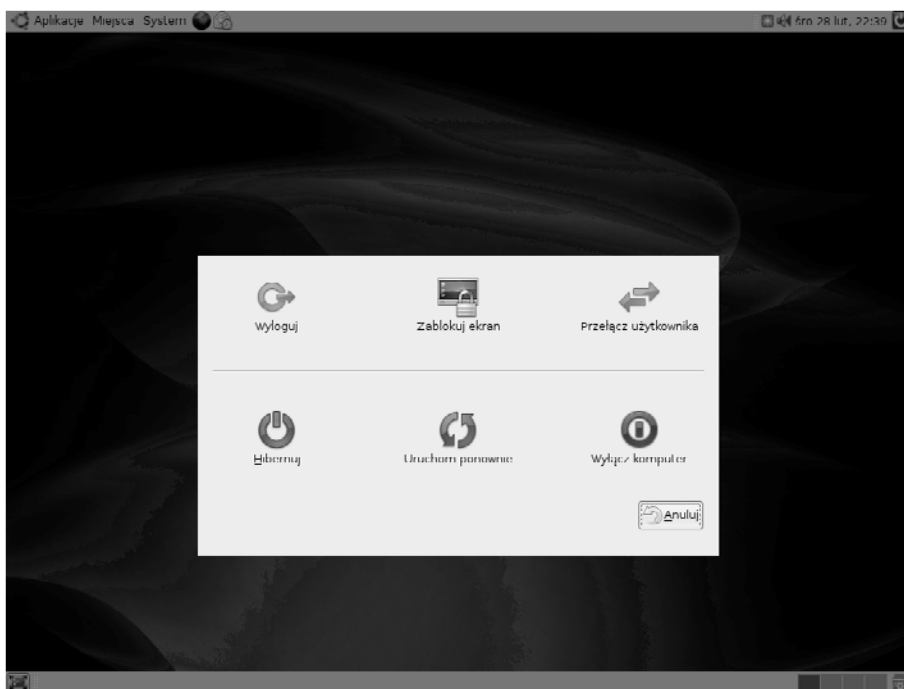 Aplikacje Miejsca System
śro 28 lut, 22:39
Wyloguj
Zablokuj ekran
Przełącz użytkownika
Hibernuj
Uruchom ponownie
Wyłącz komputer
Anuluj